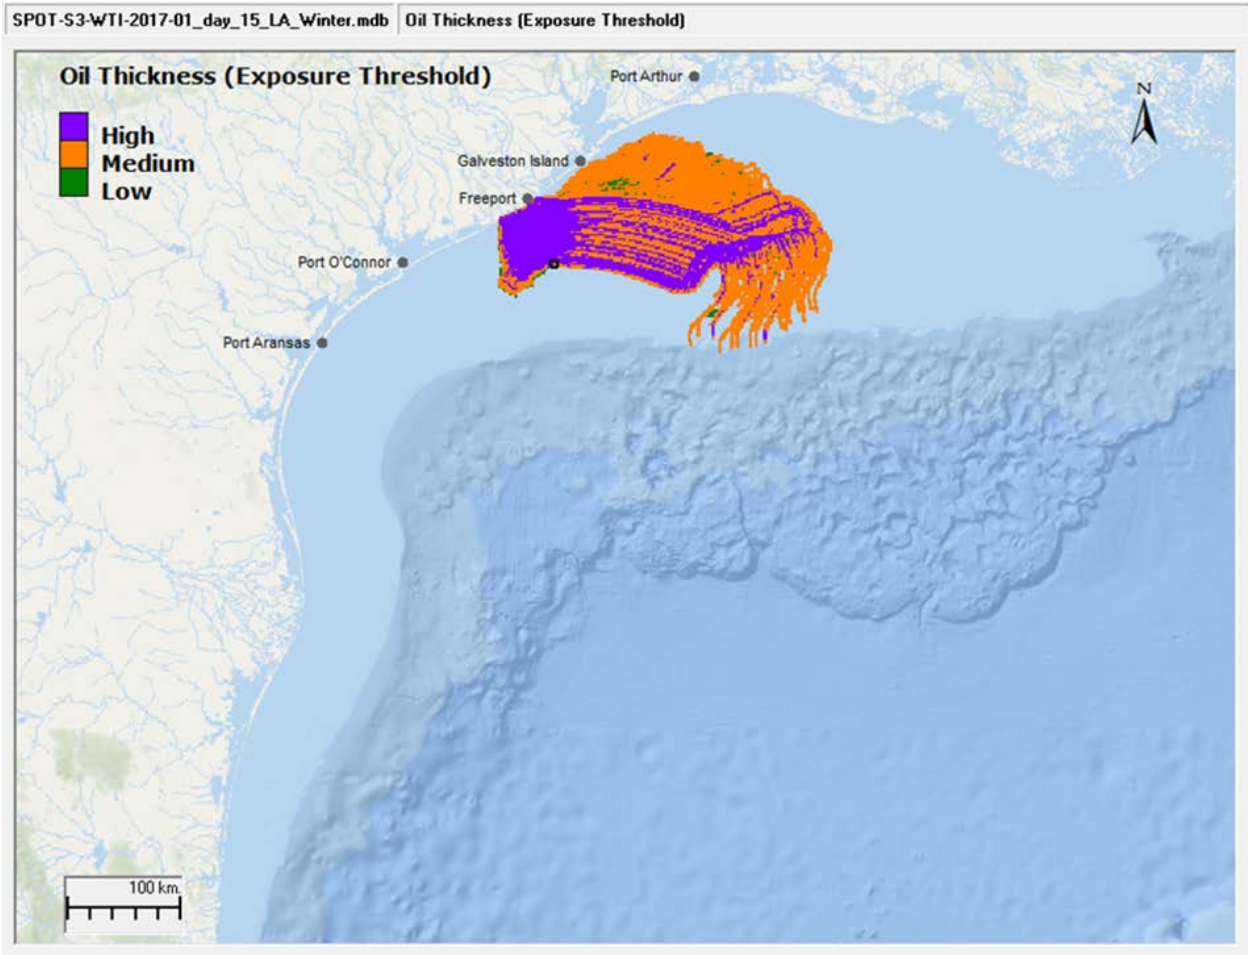 SPOT-S3-WTI-2017-01_day_15_LA_Winter.mdb Oil Thickness (Exposure Threshold)
Oil Thickness (Exposure Threshold)
High
Medium
Low
Port Arthur
N
Galveston Island
Freeport
Port O'Connor
Port Aransas
100 km.